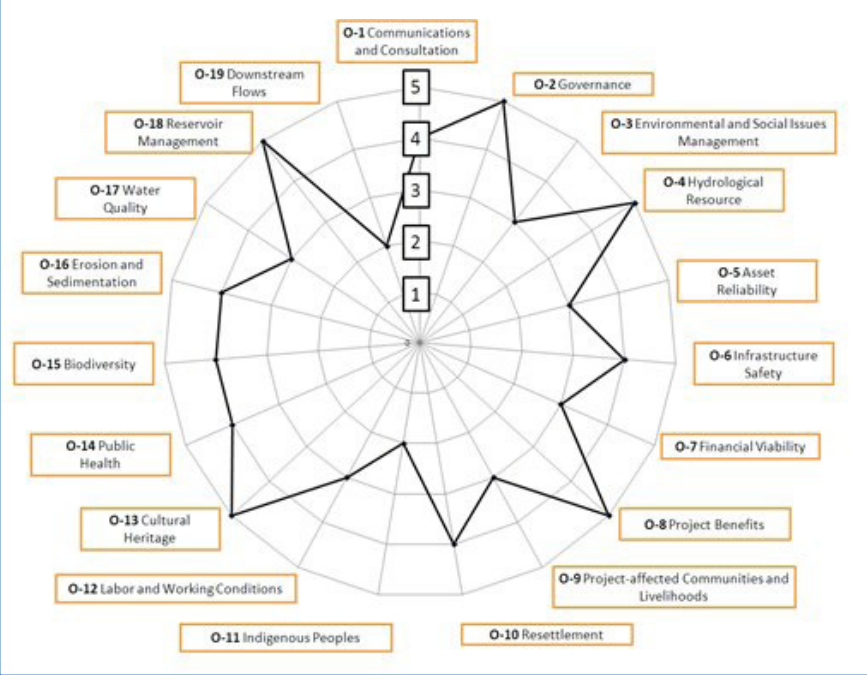 O-1 Communications
and Consultation
O-2 Governance
O-3 Environmental and Social Issues
Management
O-4 Hydrological
Resource
O-5 Asset
Reliability
O-6 Infrastructure
Safety
O-7 Financial Viability
O-8 Project Benefits
O-9 Project-affected Communities and
Livelihoods
O-10 Resettlement
O-11 Indigenous Peoples
O-12 Labor and Working Conditions
O-13 Cultural
Heritage
O-14 Public
Health
O-15 Biodiversity
O-16 Erosion and
Sedimentation
O-17 Water
Quality
O-18 Reservoir
Management
O-19 Downstream
Flows
5
4
3
2
1